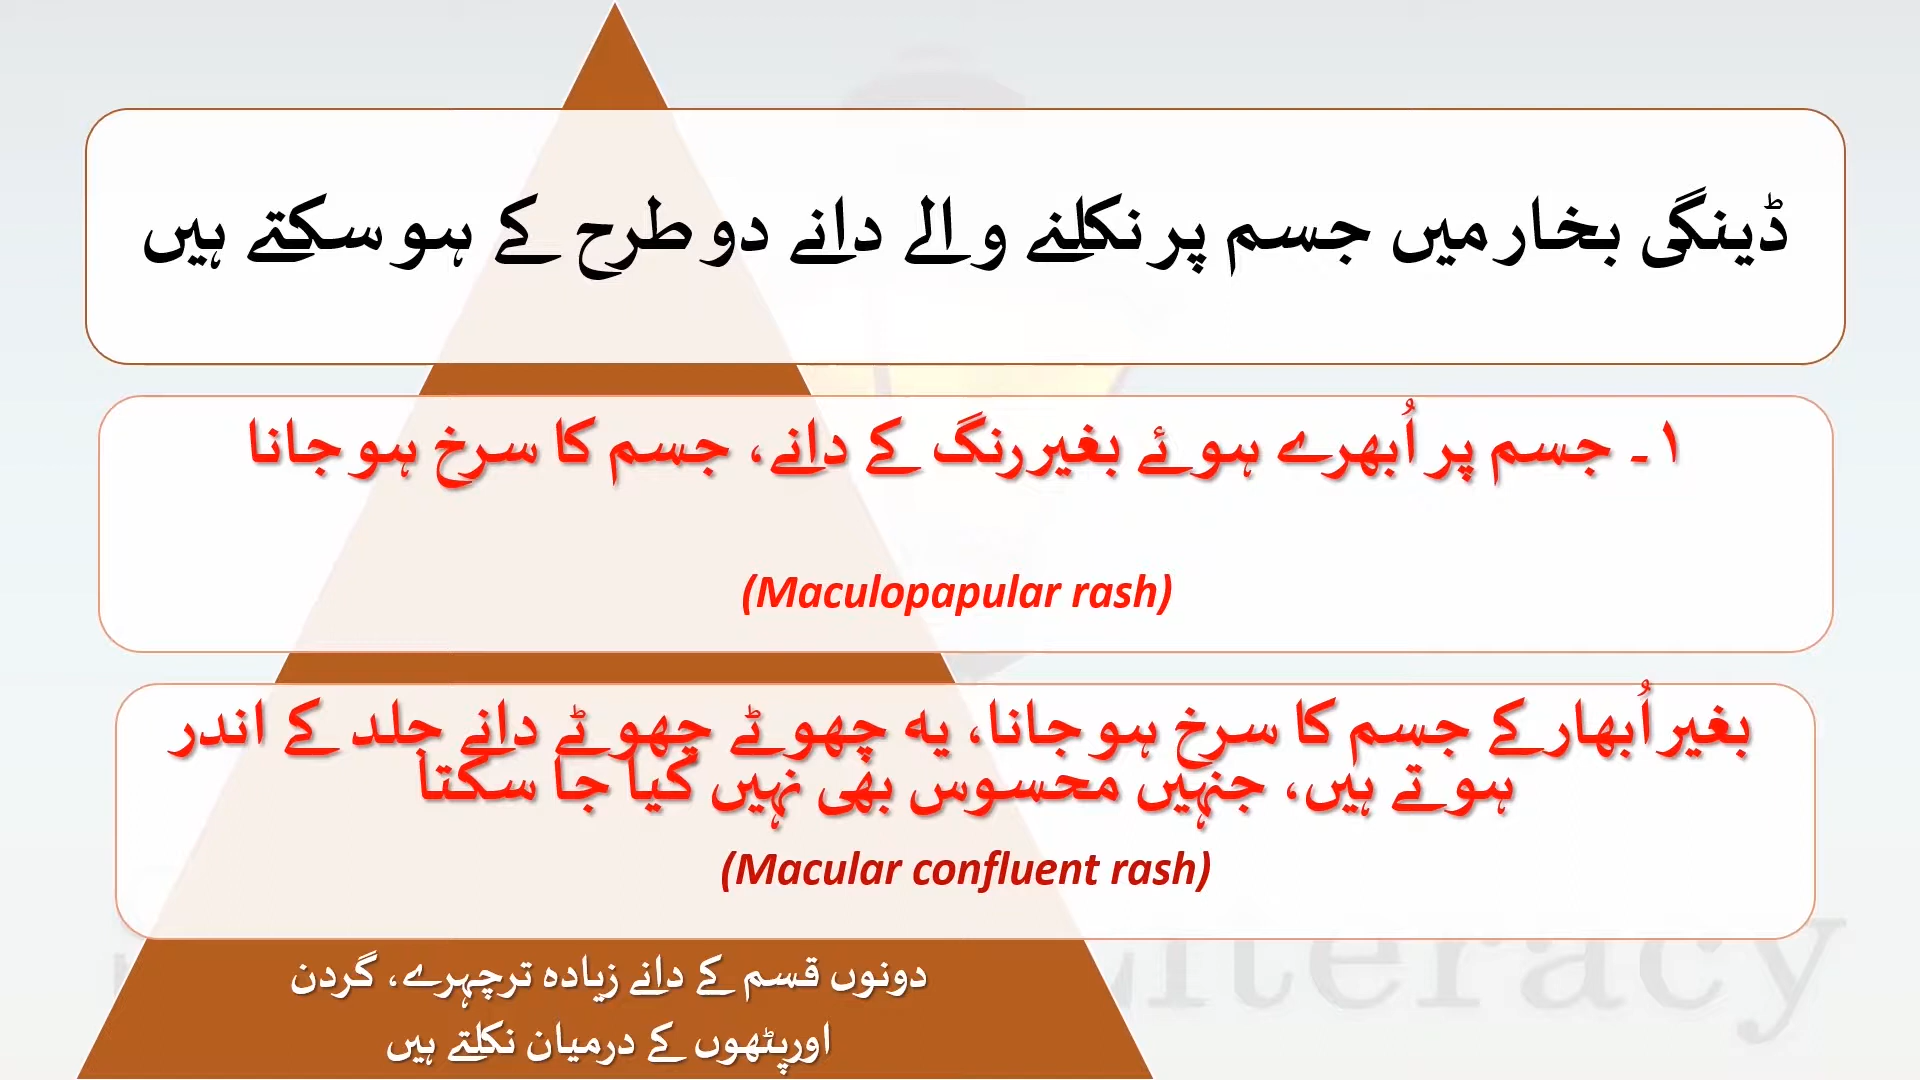 ڈینگی بخار میں جسم پر نکلنے والے دانے دو طرح کے ہو سکتے ہیں
١۔ جسم پر اُبھرے ہوئے بغیر رنگ کے دانے، جسم کا سرخ ہو جانا
(Maculopapular rash)
بغیر اُبھار کے جسم کا سرخ ہو جانا، یہ چھوٹے چھوٹے دانے جلد کے اندر
ہوتے ہیں، جنہیں محسوس بھی نہیں کیا جا سکتا
(Macular confluent rash)
دونوں قسم کے دانے زیادہ تر چہرے، گردن
اور پٹھوں کے درمیان نکلتے ہیں
Literacy